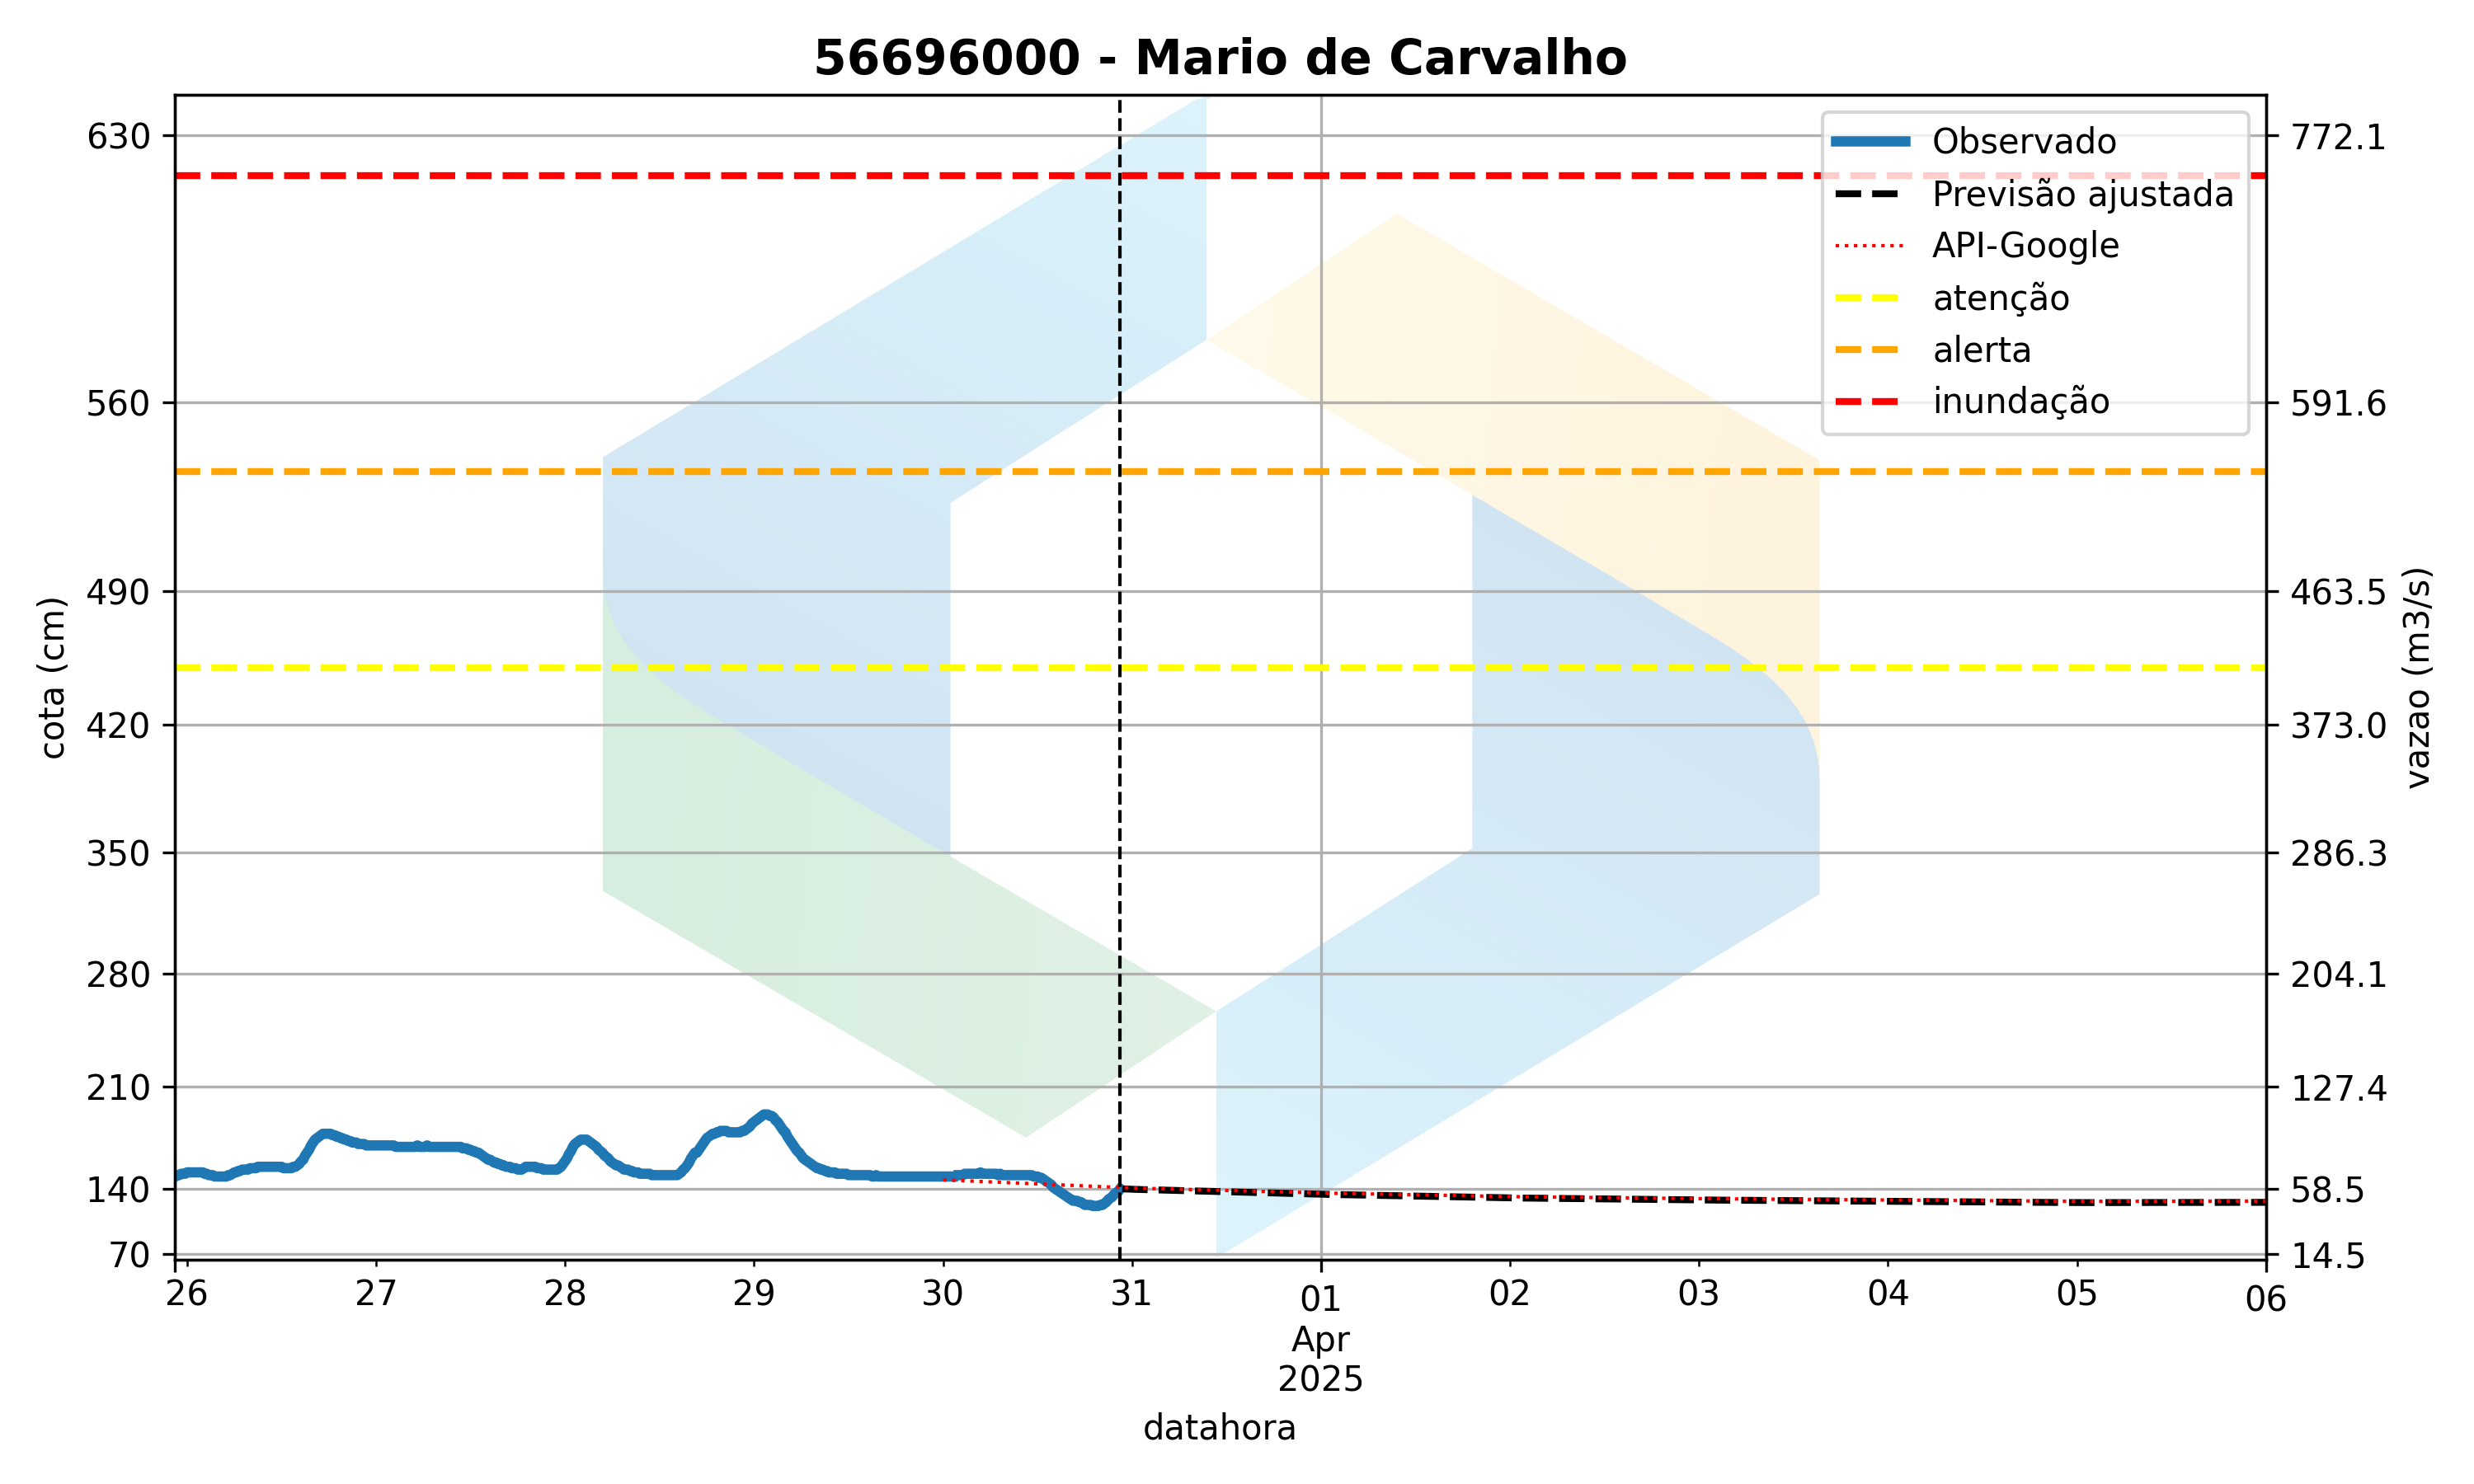 56696000 - Mario de Carvalho
630
560
490
420
350
280
210
140
70
cota (cm)
772.1
591.6
463.5
373.0
286.3
204.1
127.4
58.5
14.5
vazao (m3/s)
Observado
Previsão ajustada
API-Google
atenção
alerta
inundação
26 27 28 29 30 31 01 02 03 04 05 06
Apr
2025
datahora